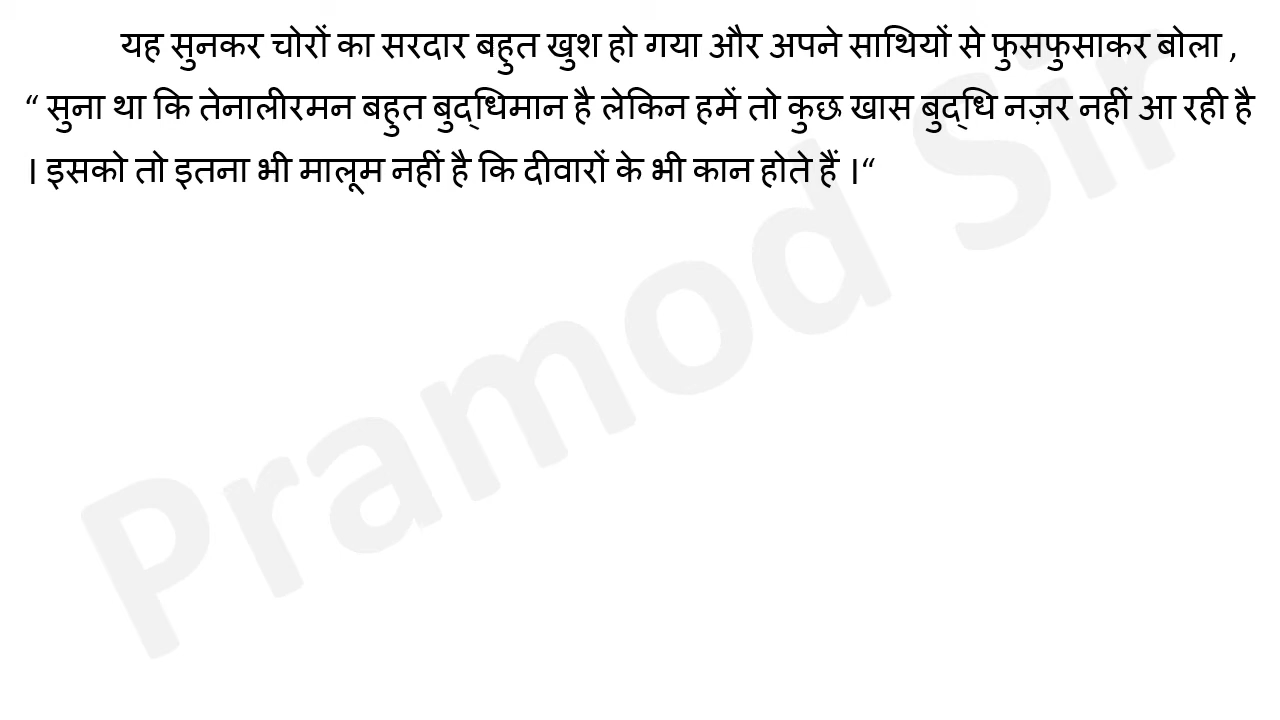 यह सुनकर चोरों का सरदार बहुत खुश हो गया और अपने साथियों से फुसफुसाकर बोला ,
“ सुना था कि तेनालीरमन बहुत बुद्‌धिमान है लेकिन हमें तो कुछ खास बुद्‌धि नज़र नहीं आ रही है
। इसको तो इतना भी मालूम नहीं है कि दीवारों के भी कान होते हैं ।“
Pramod Sir